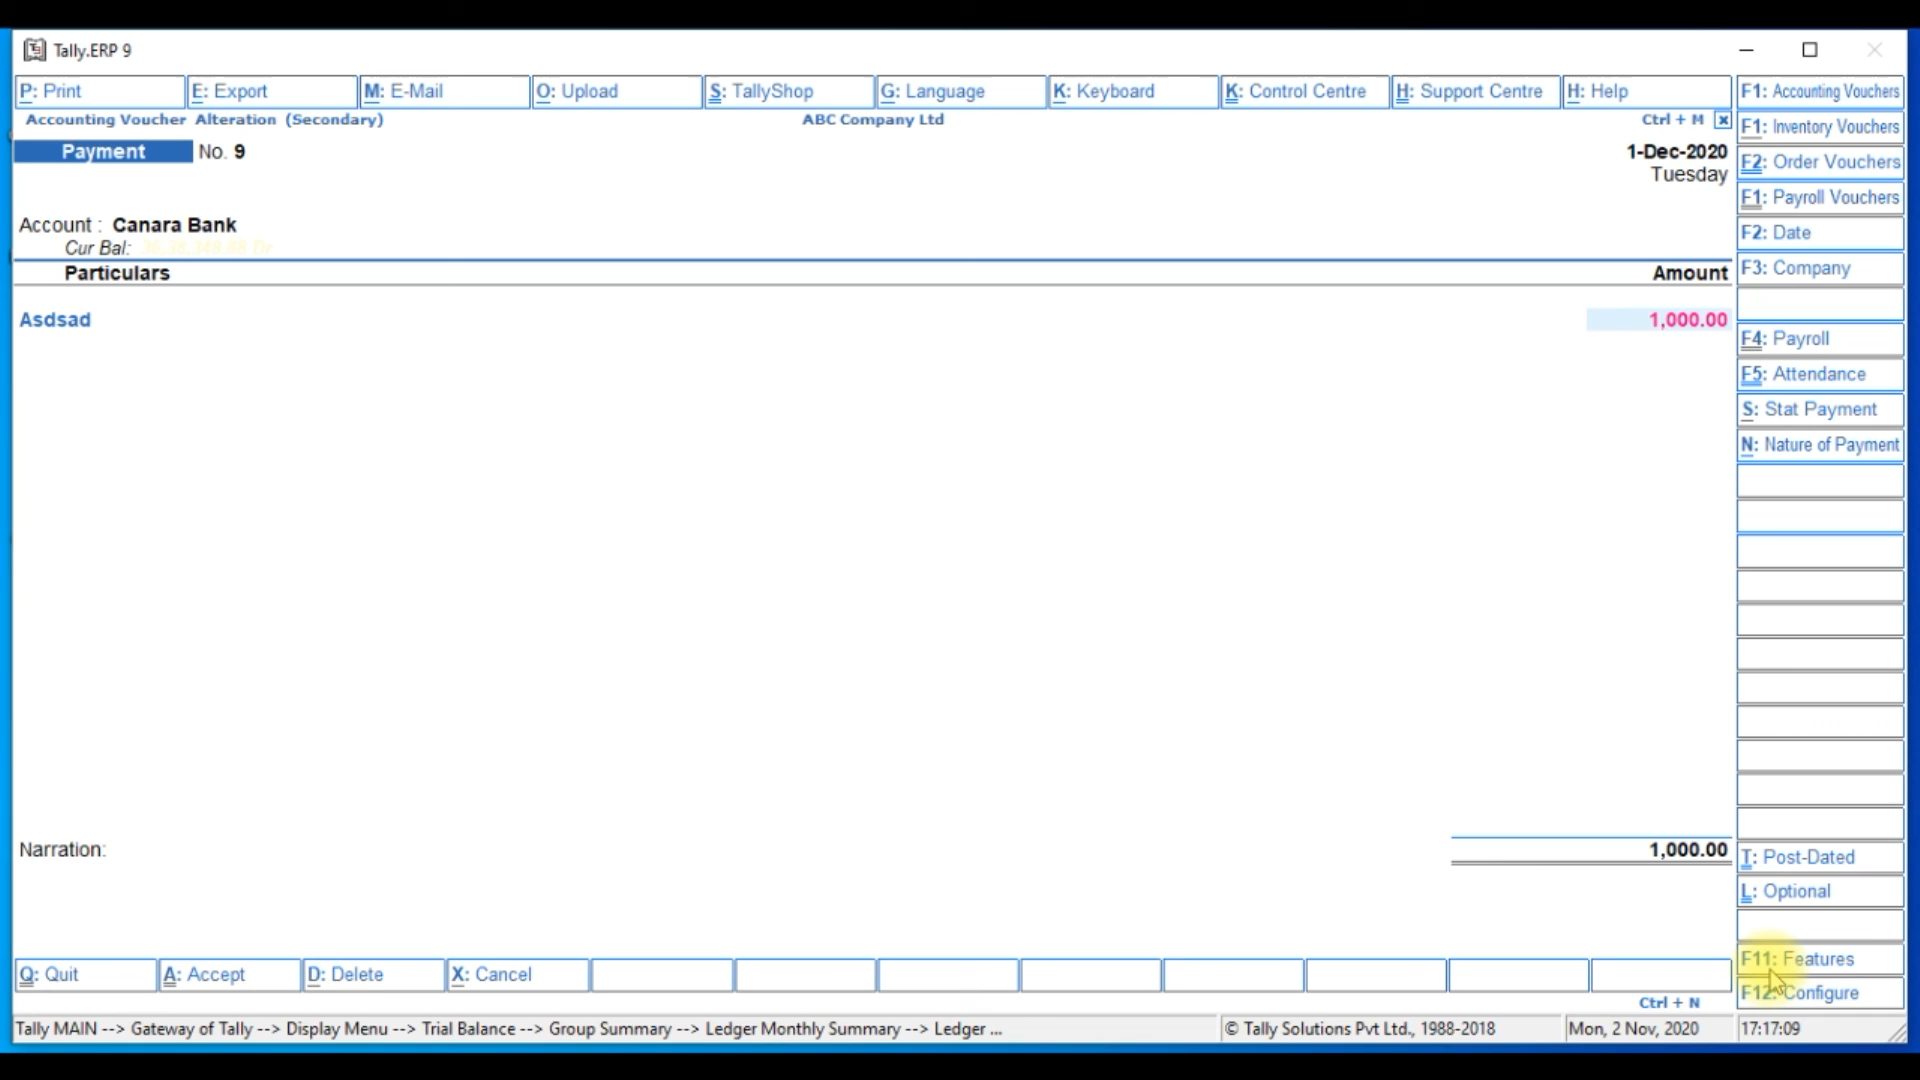 Tally.ERP 9
P: Print E: Export M: E-Mail O: Upload S: TallyShop G: Language K: Keyboard K: Control Centre H: Support Centre H: Help F1: Accounting Vouchers
Accounting Voucher Alteration (Secondary) ABC Company Ltd Ctrl + M
F1: Inventory Vouchers
Payment No. 9 1-Dec-2020
Tuesday
F2: Order Vouchers
F1: Payroll Vouchers
Account : Canara Bank
F2: Date
Cur Bal:
Particulars Amount
F3: Company
Asdsad 1,000.00
F4: Payroll
F5: Attendance
S: Stat Payment
N: Nature of Payment
Narration: 1,000.00
T: Post-Dated
L: Optional
F11: Features
Q: Quit A: Accept D: Delete X: Cancel
F12: Configure
Ctrl + N
Tally MAIN --> Gateway of Tally --> Display Menu --> Trial Balance --> Group Summary --> Ledger Monthly Summary --> Ledger ... © Tally Solutions Pvt Ltd., 1988-2018 Mon, 2 Nov, 2020 17:17:09